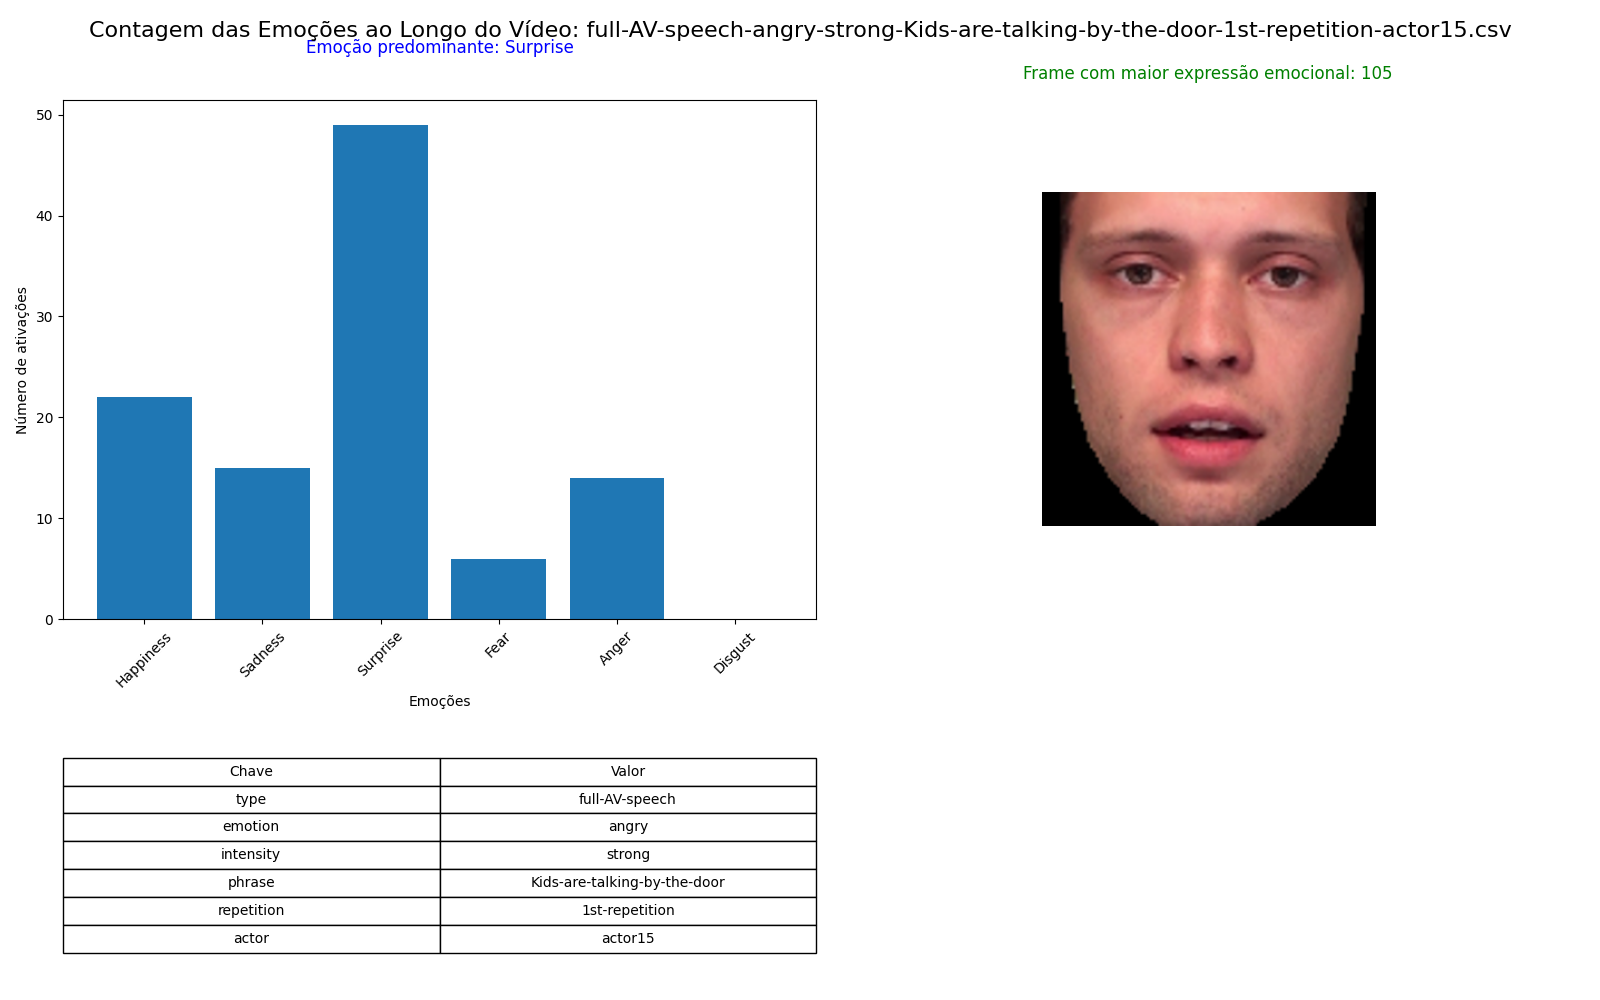 Contagem das Emoções ao Longo do Vídeo: full-AV-speech-angry-strong-Kids-are-talking-by-the-door-1st-repetition-actor15.csv
Emoção predominante: Surprise
Frame com maior expressão emocional: 105
50
40
30
20
10
0
Número de ativações
Happiness
Sadness
Surprise
Fear
Anger
Disgust
Emoções
Chave Valor
type full-AV-speech
emotion angry
intensity strong
phrase Kids-are-talking-by-the-door
repetition 1st-repetition
actor actor15